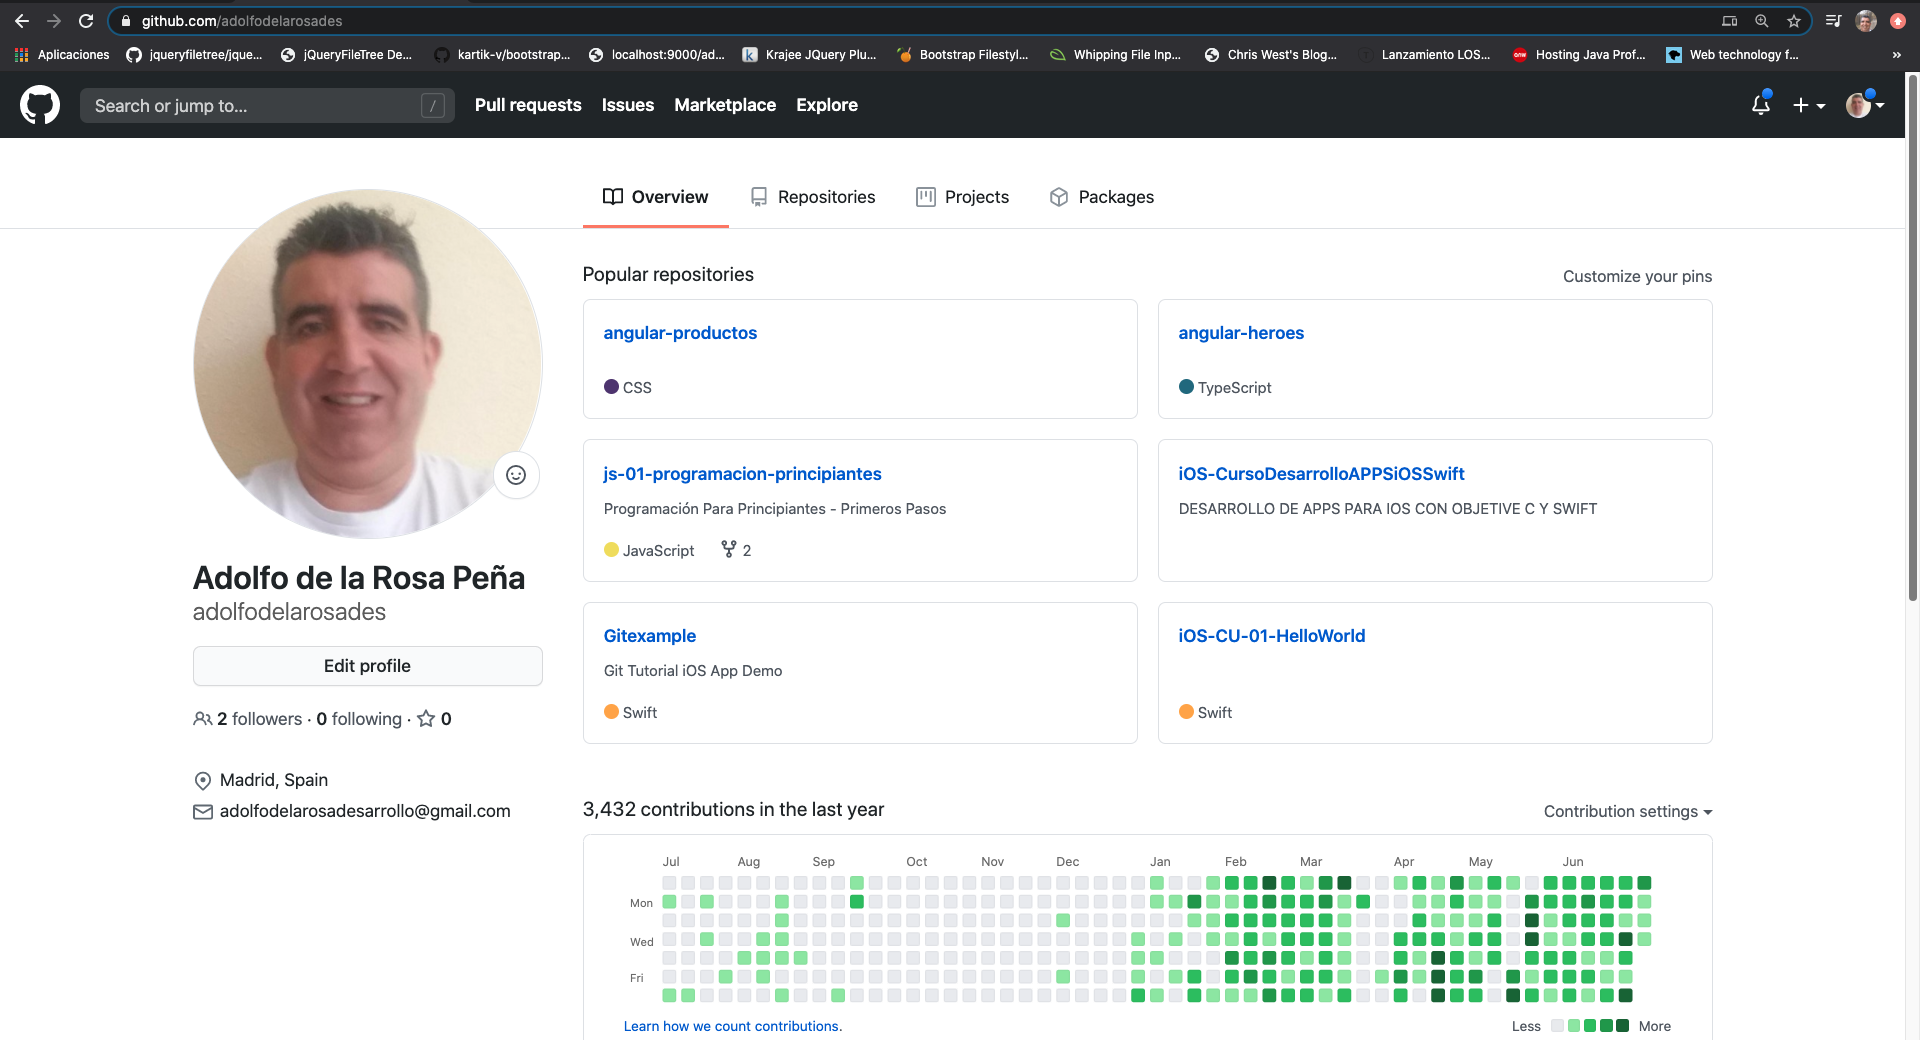 github.com/adolfodelarosades
Aplicaciones
jqueryfiletree/jque...
jQueryFileTree De...
kartik-v/bootstrap...
localhost:9000/ad...
Krajee JQuery Plu...
Bootstrap Filestyl...
Whipping File Inp...
Chris West's Blog...
Lanzamiento LOS...
Hosting Java Prof...
Web technology f...
»
Search or jump to...
/
Pull requests
Issues
Marketplace
Explore
Overview
Repositories
Projects
Packages
Adolfo de la Rosa Peña
adolfodelarosades
Edit profile
2 followers · 0 following · 0
Madrid, Spain
adolfodelarosadesarrollo@gmail.com
Popular repositories
Customize your pins
angular-productos
CSS
angular-heroes
TypeScript
js-01-programacion-principiantes
Programación Para Principiantes - Primeros Pasos
JavaScript 2
iOS-CursoDesarrolloAPPSiOSSwift
DESARROLLO DE APPS PARA IOS CON OBJETIVE C Y SWIFT
Gitexample
Git Tutorial iOS App Demo
Swift
iOS-CU-01-HelloWorld
Swift
3,432 contributions in the last year
Contribution settings
Jul Aug Sep Oct Nov Dec Jan Feb Mar Apr May Jun
Mon
Wed
Fri
Learn how we count contributions.
Less More